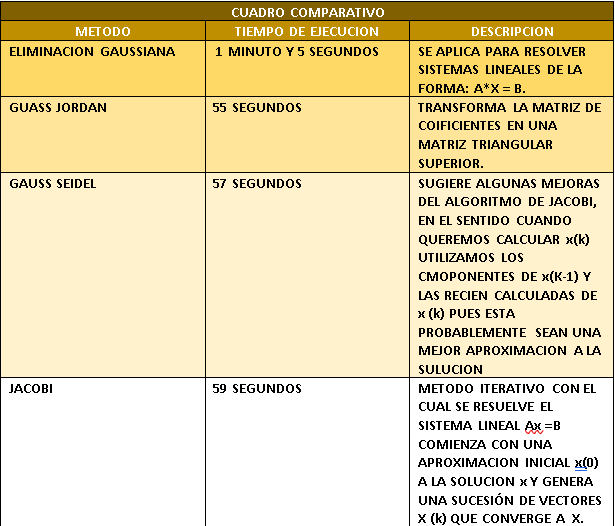 CUADRO COMPARATIVO
METODO TIEMPO DE EJECUCION DESCRIPCION
ELIMINACION GAUSSIANA 1 MINUTO Y 5 SEGUNDOS SE APLICA PARA RESOLVER
SISTEMAS LINEALES DE LA
FORMA: A*X = B.
GUASS JORDAN 55 SEGUNDOS TRANSFORMA LA MATRIZ DE
COIFICIENTES EN UNA
MATRIZ TRIANGULAR
SUPERIOR.
GAUSS SEIDEL 57 SEGUNDOS SUGIERE ALGUNAS MEJORAS
DEL ALGORITMO DE JACOBI,
EN EL SENTIDO CUANDO
QUEREMOS CALCULAR x(k)
UTILIZAMOS LOS
CMOPONENTES DE x(K-1) Y
LAS RECIEN CALCULADAS DE
x (k) PUES ESTA
PROBABLEMENTE SEAN UNA
MEJOR APROXIMACION A LA
SULUCION
JACOBI 59 SEGUNDOS METODO ITERATIVO CON EL
CUAL SE RESUELVE EL
SISTEMA LINEAL Ax =B
COMIENZA CON UNA
APROXIMACION INICIAL x(0)
A LA SOLUCION x Y GENERA
UNA SUCESIÓN DE VECTORES
X (k) QUE CONVERGE A X.